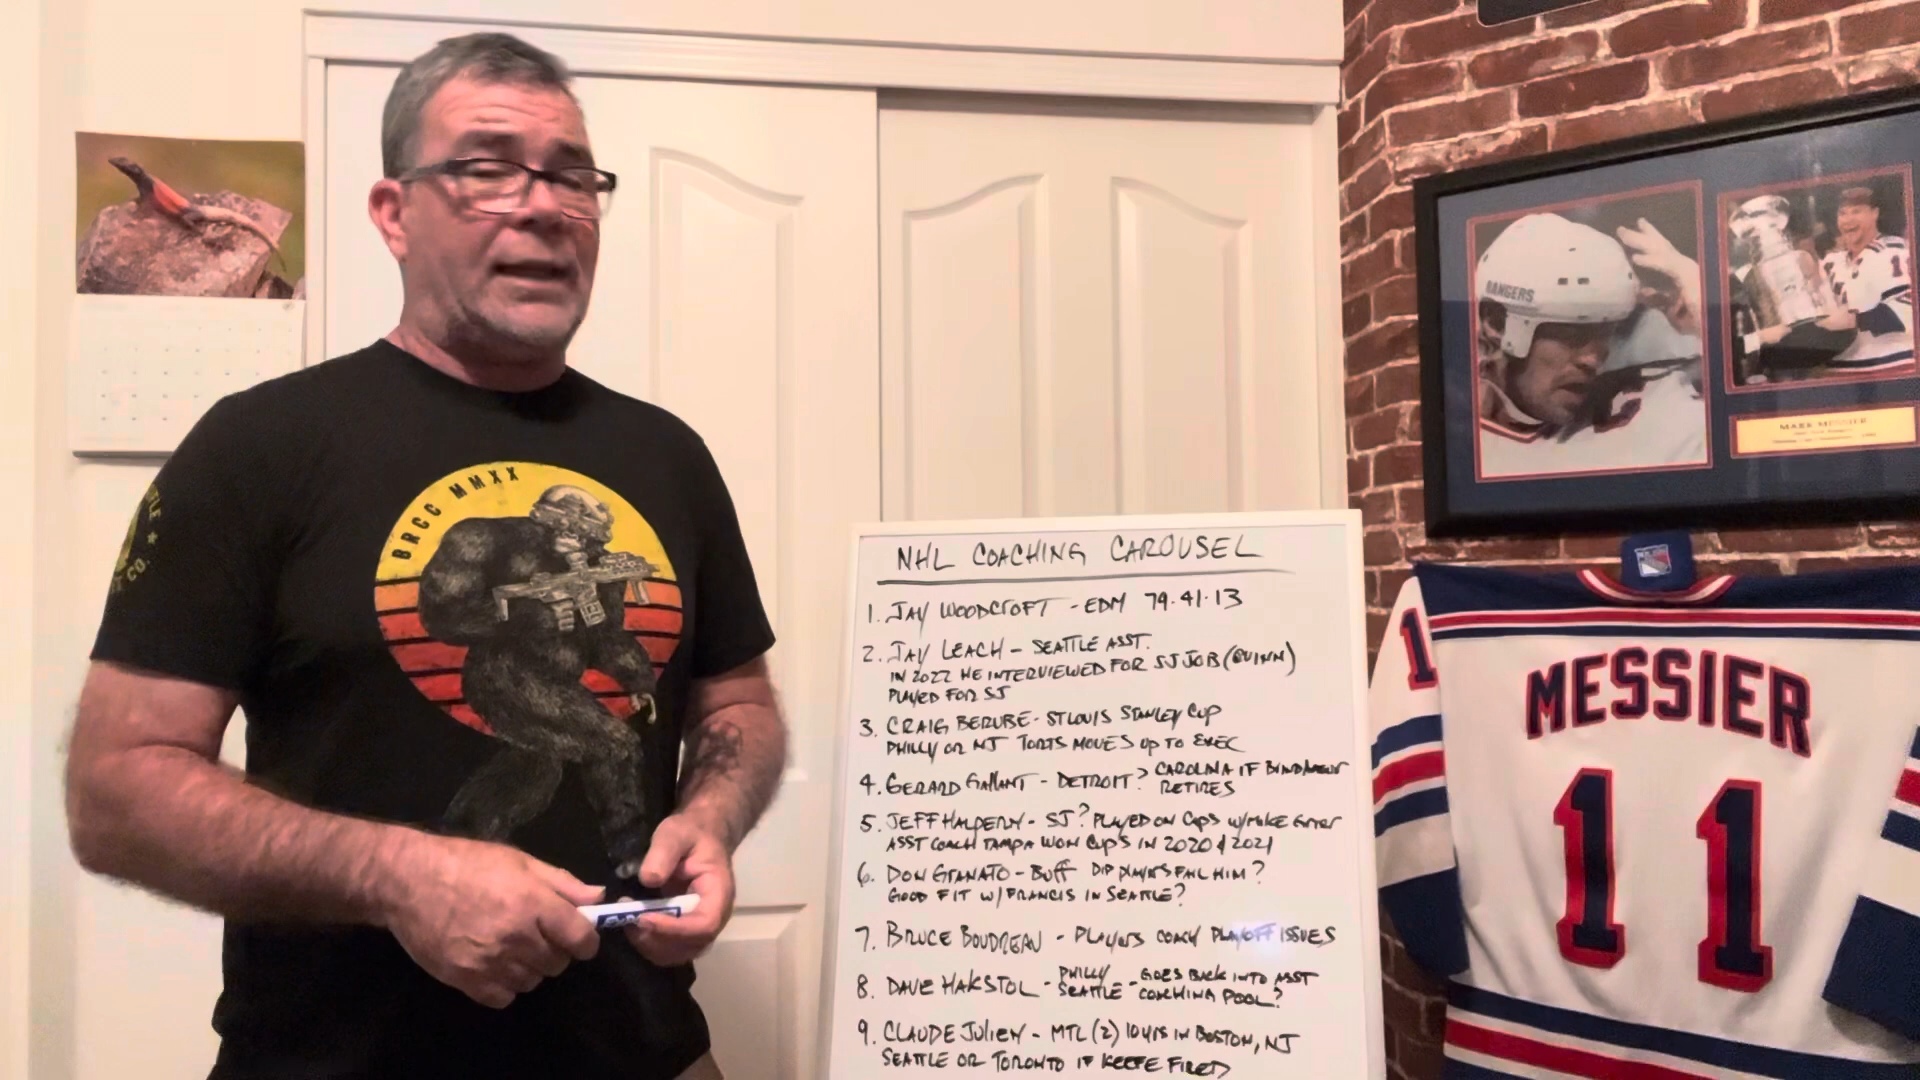 BRCC MMXX
CO.
RANGERS
MARK MESSIER
MESSIER
11
1
NHL COACHING CAROUSEL
1. JAY WOODCROFT - EDM 79.41.13
2. JAY LEACH - SEATTLE ASST.
IN 2022 HE INTERVIEWED FOR SJ JOB (QUINN)
PLAYED FOR SJ
3. CRAIG BERUBE - ST LOUIS STANLEY CUP
PHILLY OR NJ TORTS MOVES UP TO EXEC
4. GERARD GALLANT - DETROIT? CAROLINA IF BRINDAMOUR
RETIRES
5. JEFF HALPERN - SJ? PLAYED ON CAPS W/MIKE GRIER
ASST COACH TAMPA WON CUPS IN 2020 & 2021
6. DON GRANATO - BUFF DID PLAYERS FAIL HIM?
GOOD FIT W/FRANCIS IN SEATTLE?
7. BRUCE BOUDREAU - PLAYERS COACH PLAYOFF ISSUES
8. DAVE HAKSTOL - PHILLY SEATTLE - GOES BACK INTO ASST
COACHING POOL?
9. CLAUDE JULIEN - MTL (2) 10 YRS IN BOSTON, NJ
SEATTLE OR TORONTO IF KEEFE FIRED